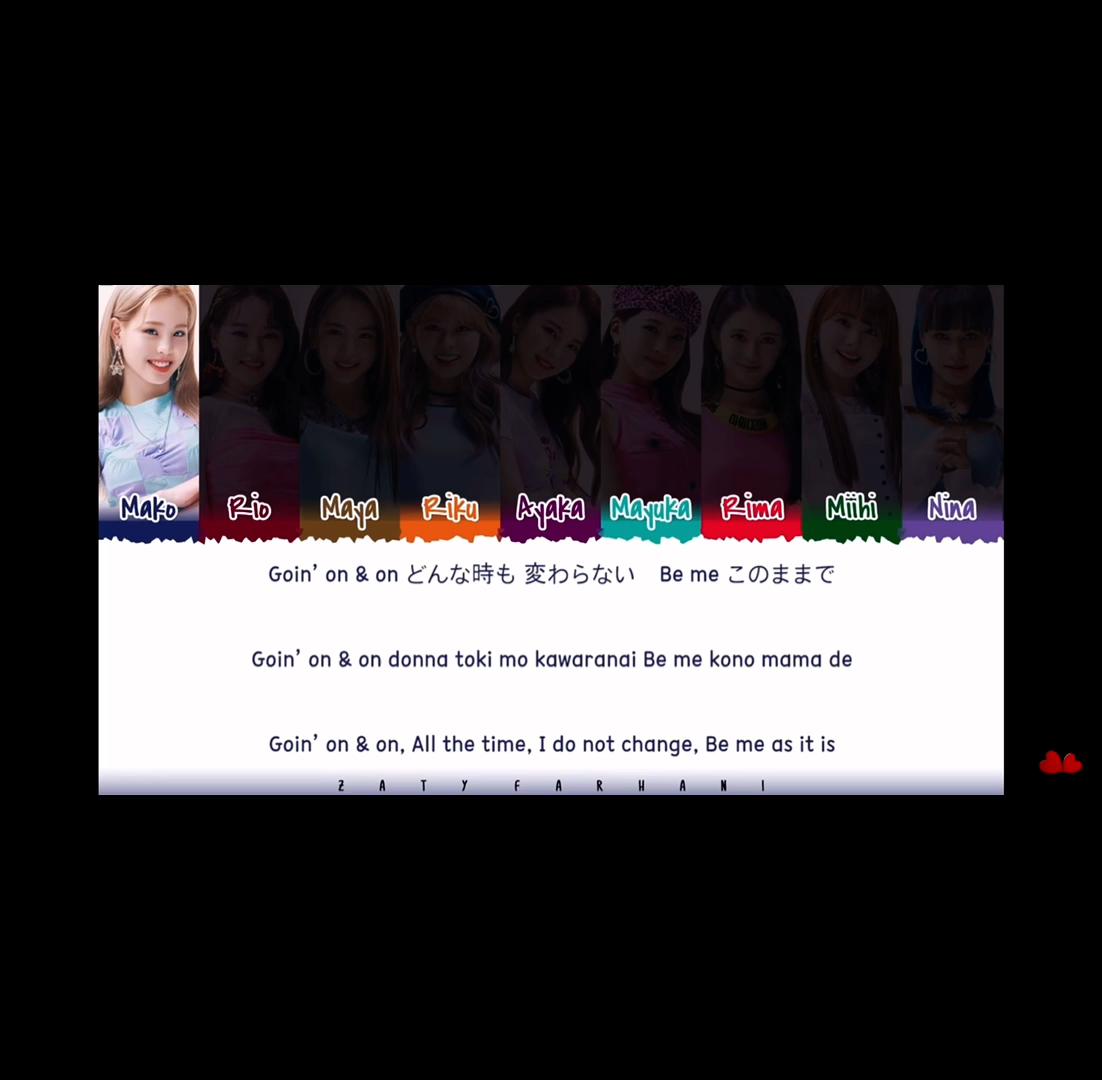 Mako Rio Maya Riku Ayaka Mayuka Rima Miihi Nina
Goin’ on & on どんな時も 変わらない Be me このままで
Goin’ on & on donna toki mo kawaranai Be me kono mama de
Goin’ on & on, All the time, I do not change, Be me as it is
ZATY FARHANI